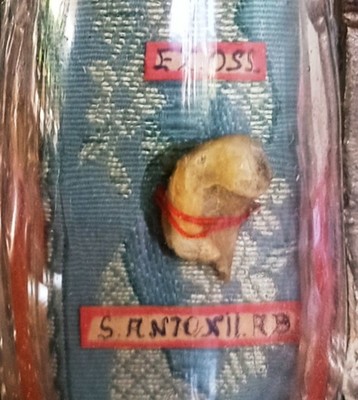 EX OSS.
S. ANTONII. AB